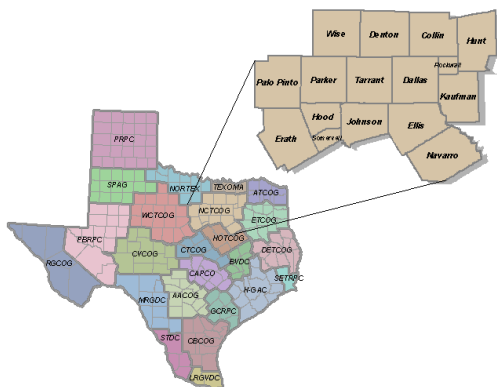 Wise
Denton
Collin
Hunt
Rockwall
Palo Pinto
Parker
Tarrant
Dallas
Kaufman
Hood
Johnson
Ellis
Erath
Somervell
Navarro
PRPC
SPAG
NORTEX
TEXOMA
ATCOG
WCTCOG
NCTCOG
ETCOG
PBRPC
HOTCOG
RGCOG
CVCOG
CTCOG
BVDC
DETCOG
CAPCO
SETRPC
MRGDC
AACOG
H-GAC
GCRPC
STDC
CBCOG
LRGVDC